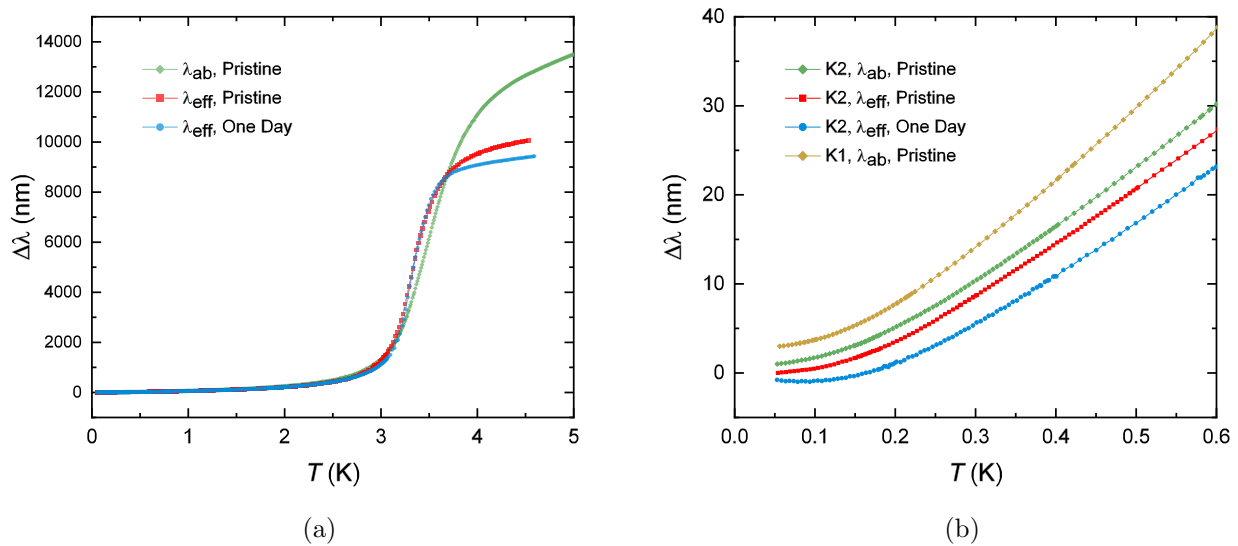 14000
12000
10000
8000
6000
4000
2000
0
Δλ (nm)
λab, Pristine
λeff, Pristine
λeff, One Day
0 1 2 3 4 5
T (K)
(a)
40
30
20
10
0
Δλ (nm)
K2, λab, Pristine
K2, λeff, Pristine
K2, λeff, One Day
K1, λab, Pristine
0.0 0.1 0.2 0.3 0.4 0.5 0.6
T (K)
(b)